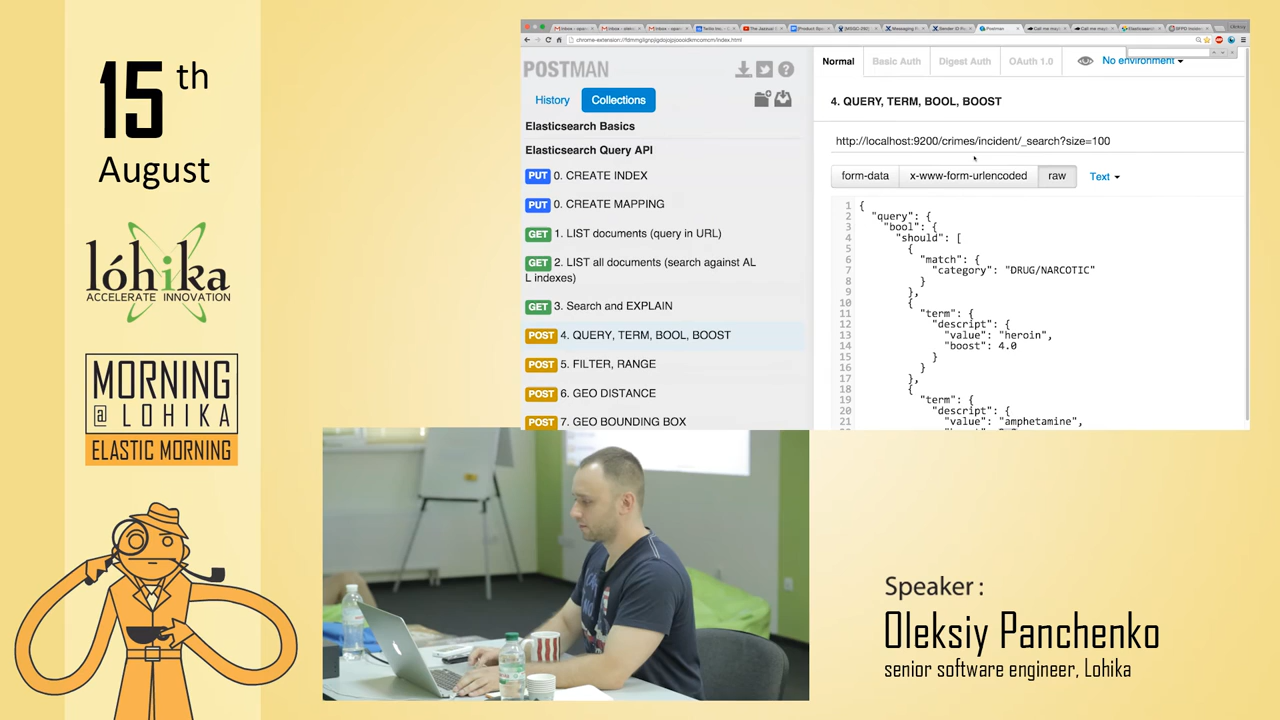 15th
August
lóhika
ACCELERATE INNOVATION
MORNING
@ LOHIKA
ELASTIC MORNING
chrome-extension://fdmmgilgnpjigdojojpjoooidkmcomcm/index.html
POSTMAN
History
Collections
Elasticsearch Basics
Elasticsearch Query API
PUT 0. CREATE INDEX
PUT 0. CREATE MAPPING
GET 1. LIST documents (query in URL)
GET 2. LIST all documents (search against AL
L indexes)
GET 3. Search and EXPLAIN
POST 4. QUERY, TERM, BOOL, BOOST
POST 5. FILTER, RANGE
POST 6. GEO DISTANCE
POST 7. GEO BOUNDING BOX
Normal
Basic Auth
Digest Auth
OAuth 1.0
No environment
4. QUERY, TERM, BOOL, BOOST
http://localhost:9200/crimes/incident/_search?size=100
form-data
x-www-form-urlencoded
raw
Text
1 {
2 "query": {
3 "bool": {
4 "should": [
5 {
6 "match": {
7 "category": "DRUG/NARCOTIC"
8 }
9 },
10 {
11 "term": {
12 "descript": {
13 "value": "heroin",
14 "boost": 4.0
15 }
16 }
17 },
18 {
19 "term": {
20 "descript": {
21 "value": "amphetamine",
Speaker :
Oleksiy Panchenko
senior software engineer, Lohika